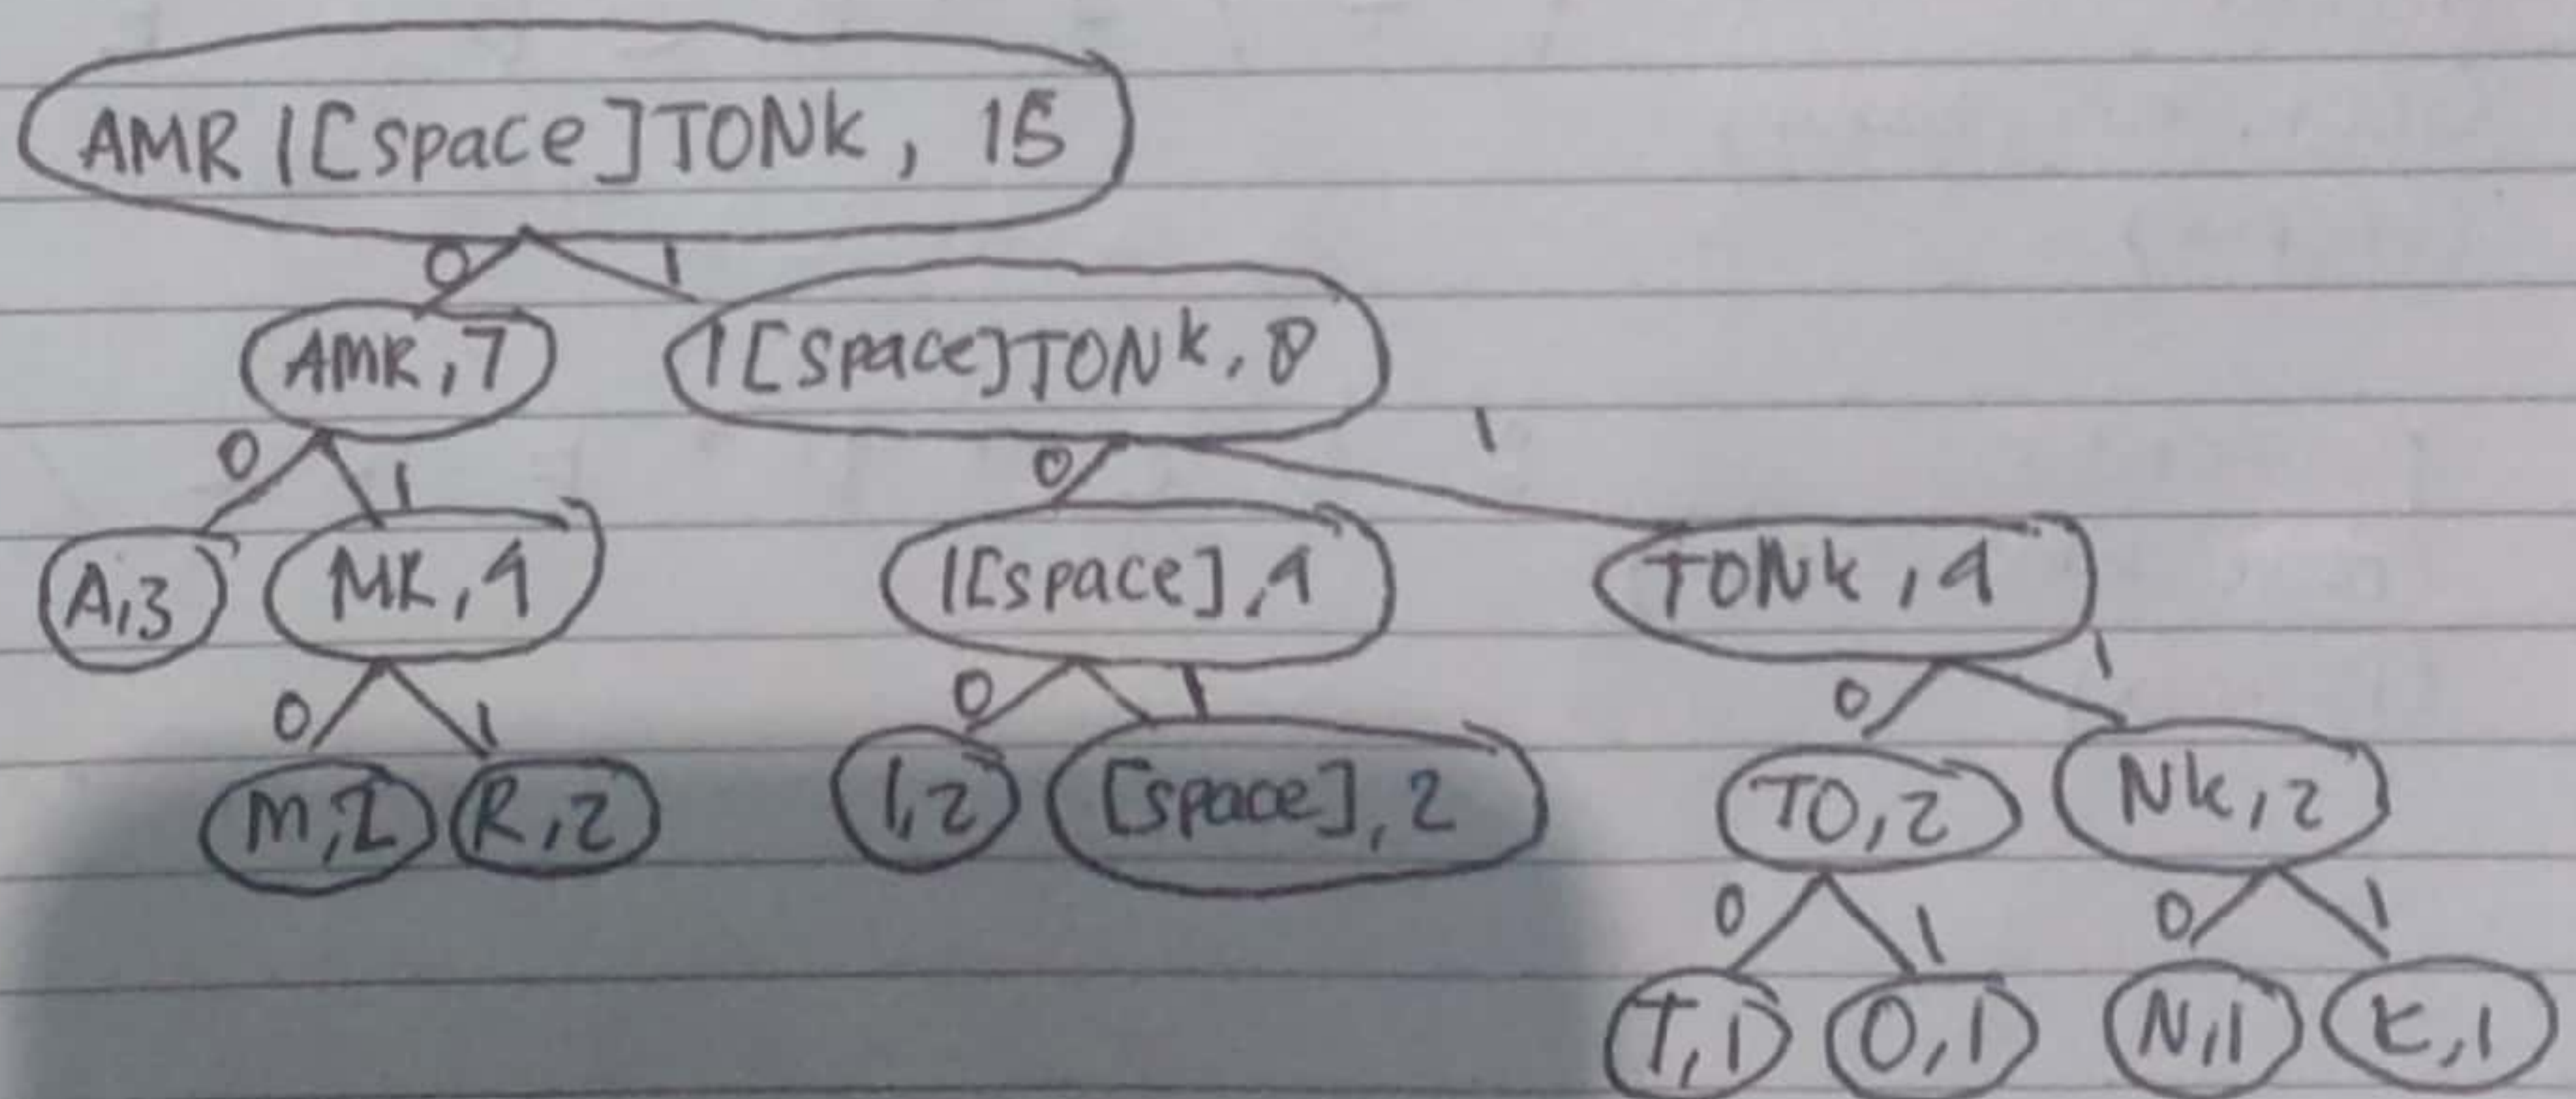 AMR I[space]TONK, 15
0 1
AMR, 7 I[space]TONK, 8
0 1 0 1
A,3 MR,4 I[space],4 TONK,4
0 1 0 1 0 1
M,2 R,2 I,2 [space],2 TO,2 NK,2
0 1 0 1
T,1 O,1 N,1 K,1